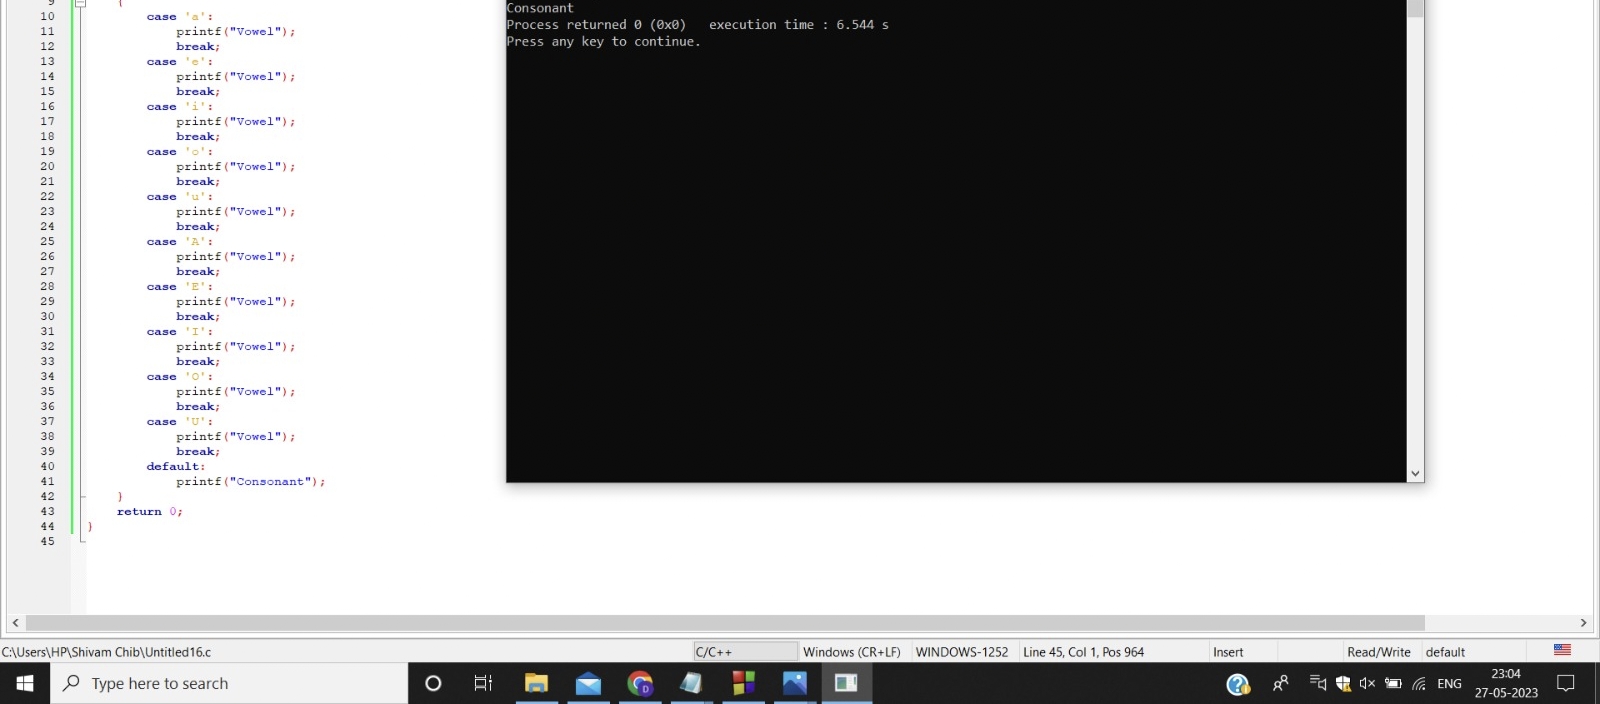 9 {
10 case 'a':
11 printf("Vowel");
12 break;
13 case 'e':
14 printf("Vowel");
15 break;
16 case 'i':
17 printf("Vowel");
18 break;
19 case 'o':
20 printf("Vowel");
21 break;
22 case 'u':
23 printf("Vowel");
24 break;
25 case 'A':
26 printf("Vowel");
27 break;
28 case 'E':
29 printf("Vowel");
30 break;
31 case 'I':
32 printf("Vowel");
33 break;
34 case 'O':
35 printf("Vowel");
36 break;
37 case 'U':
38 printf("Vowel");
39 break;
40 default:
41 printf("Consonant");
42 }
43 return 0;
44 }
45
Consonant
Process returned 0 (0x0) execution time : 6.544 s
Press any key to continue.
C:\Users\HP\Shivam Chib\Untitled16.c C/C++ Windows (CR+LF) WINDOWS-1252 Line 45, Col 1, Pos 964 Insert Read/Write default
Type here to search D ENG 23:04
27-05-2023